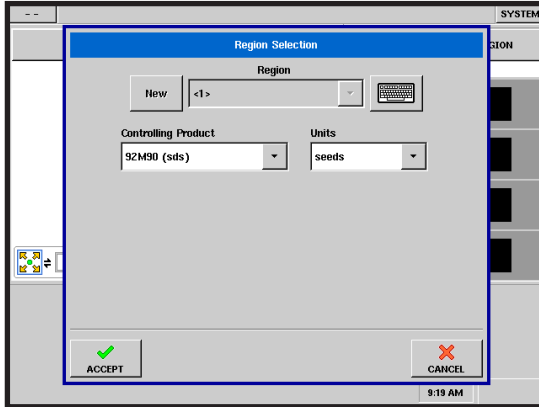 - -
SYSTEM
GION
Region Selection
Region
New
<1>
Controlling Product
Units
92M90 (sds)
seeds
ACCEPT
CANCEL
9:19 AM